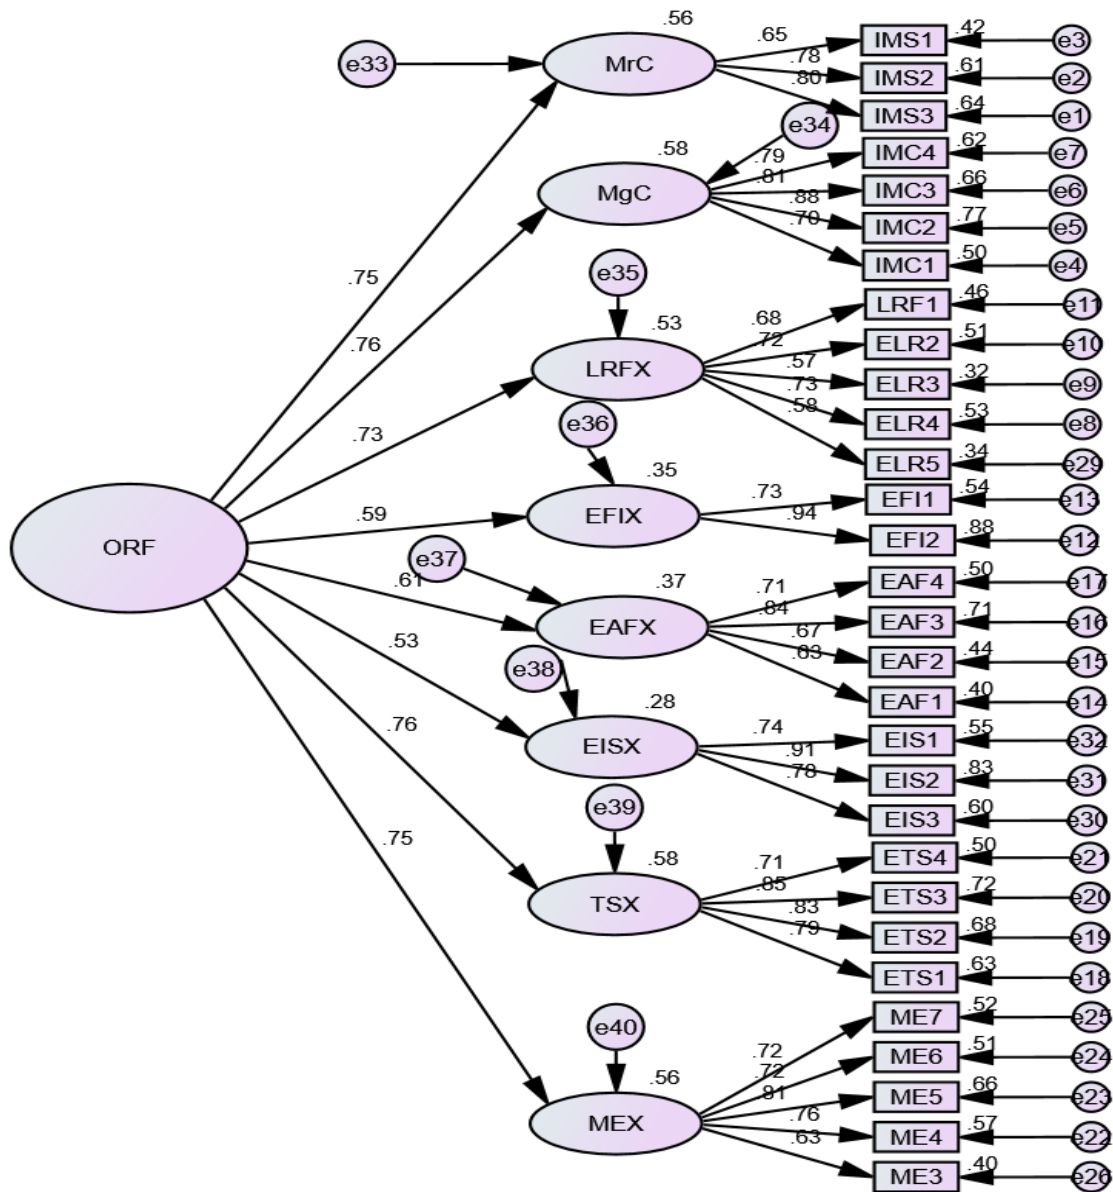 .56
.65
IMS1
.42
e3
e33
MrC
.78
IMS2
.61
e2
.80
IMS3
.64
e1
e34
.58
.79
IMC4
.62
e7
MgC
.81
IMC3
.66
e6
.88
IMC2
.77
e5
.70
IMC1
.50
e4
e35
.75
.53
.68
LRF1
.46
e11
.76
.72
ELR2
.51
e10
LRFX
.57
ELR3
.32
e9
.73
.73
ELR4
.53
e8
e36
.58
ELR5
.34
e29
.35
.73
EFI1
.54
e13
.59
EFIX
.94
EFI2
.88
e12
ORF
e37
.61
.37
.71
EAF4
.50
e17
.84
EAF3
.71
e16
EAFX
.53
.67
EAF2
.44
e15
e38
.63
EAF1
.40
e14
.28
.74
EIS1
.55
e32
.76
EISX
.91
EIS2
.83
e31
.78
EIS3
.60
e30
e39
.75
.58
.71
ETS4
.50
e21
.85
ETS3
.72
e20
TSX
.83
ETS2
.68
e19
.79
ETS1
.63
e18
e40
.72
ME7
.52
e25
.56
.72
ME6
.51
e24
.81
ME5
.66
e23
MEX
.76
ME4
.57
e22
.63
ME3
.40
e26